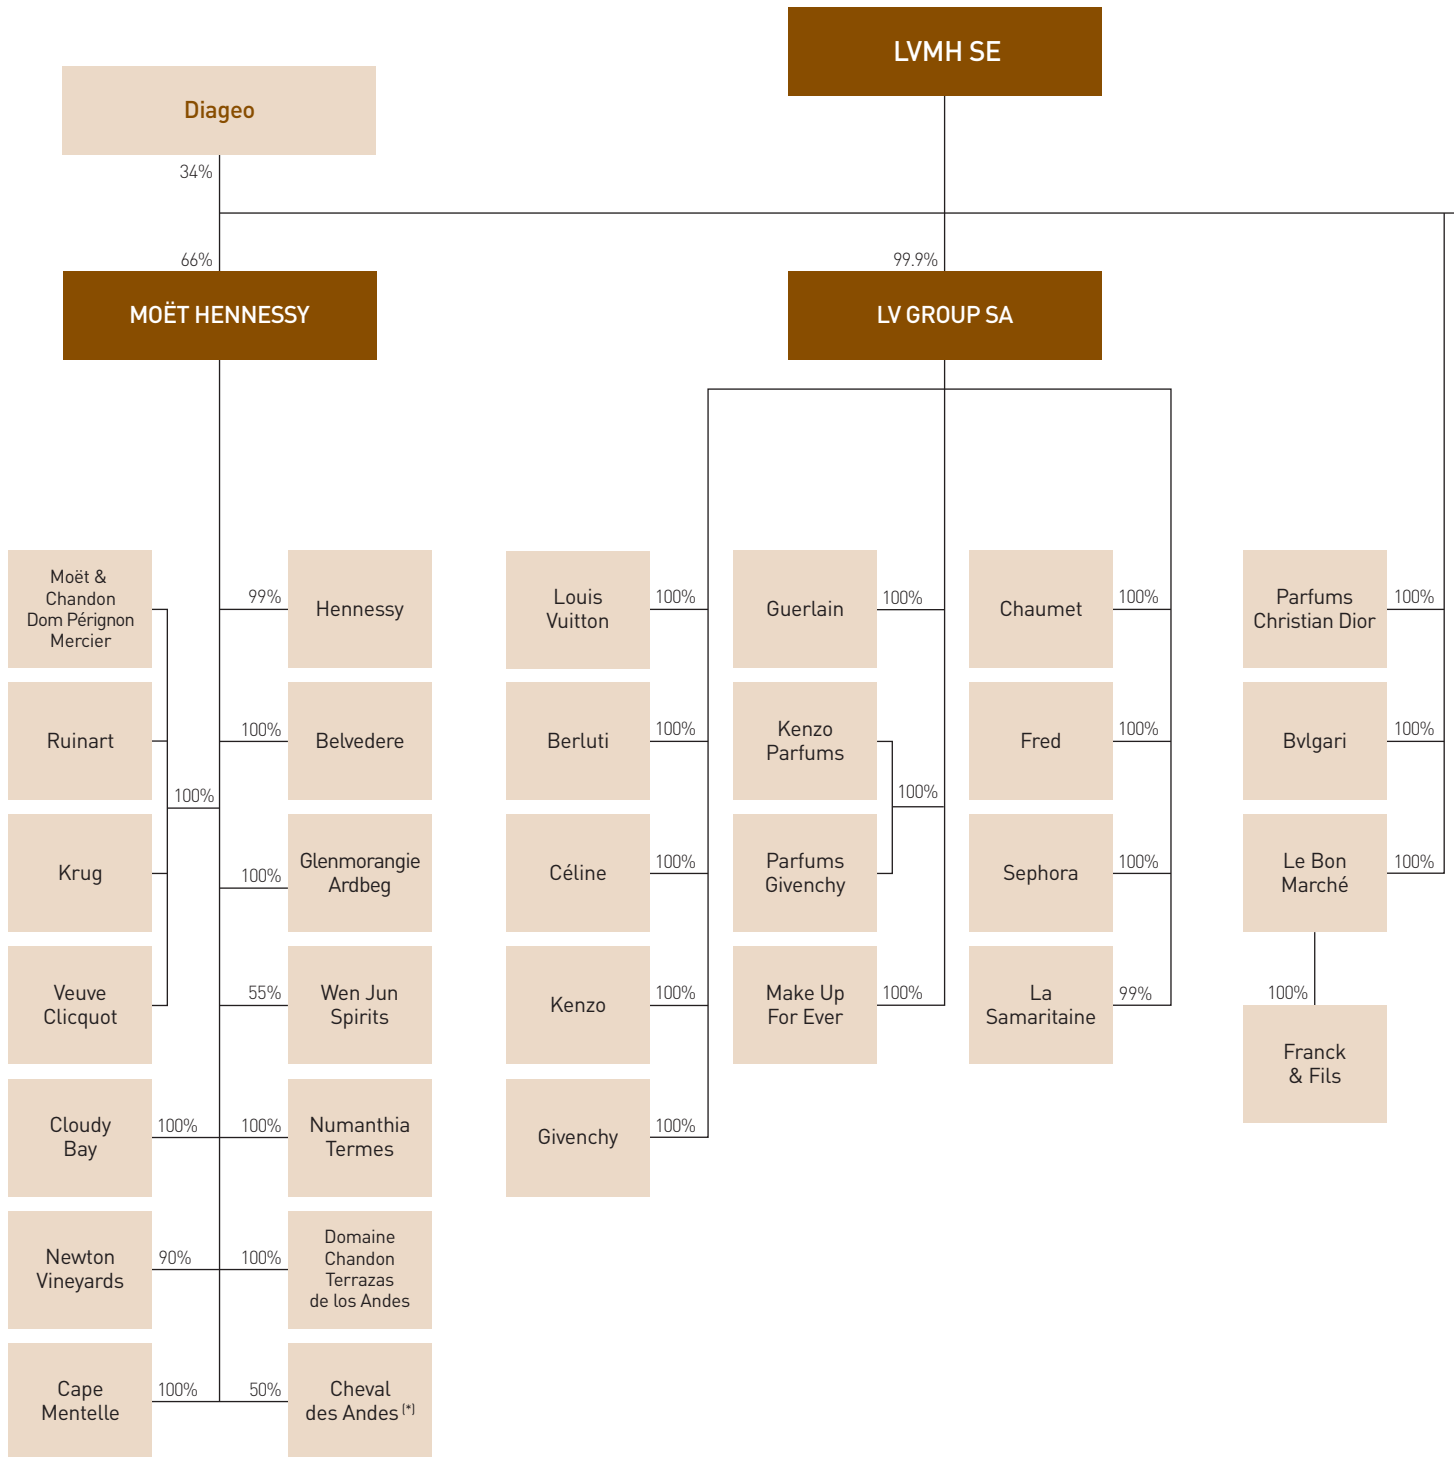 LVMH SE
Diageo
34%
66%
99.9%
MOËT HENNESSY
LV GROUP SA
Moët &
Chandon
Dom Pérignon
Mercier
99%
Hennessy
Ruinart
100%
Belvedere
100%
Krug
100%
Glenmorangie
Ardbeg
Veuve
Clicquot
55%
Wen Jun
Spirits
Cloudy
Bay
100%
100%
Numanthia
Termes
Newton
Vineyards
90%
100%
Domaine
Chandon
Terrazas
de los Andes
Cape
Mentelle
100%
50%
Cheval
des Andes (*)
Louis
Vuitton
100%
Berluti
100%
Céline
100%
Kenzo
100%
Givenchy
100%
Guerlain
100%
Kenzo
Parfums
100%
Parfums
Givenchy
Make Up
For Ever
100%
Chaumet
100%
Fred
100%
Sephora
100%
La
Samaritaine
99%
Parfums
Christian Dior
100%
Bvlgari
100%
Le Bon
Marché
100%
100%
Franck
& Fils